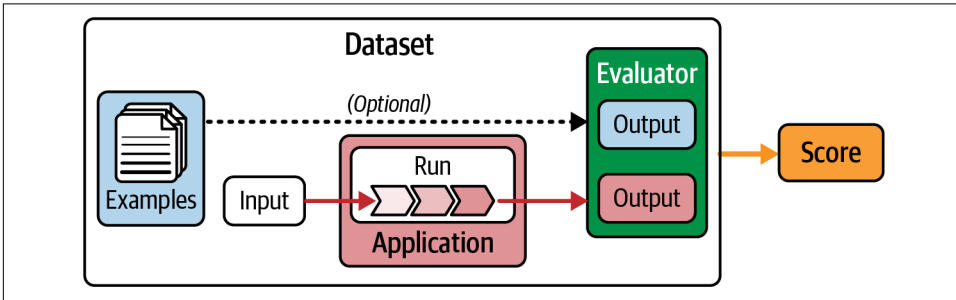 Dataset
Evaluator
(Optional)
Output
Run
Score
Examples
Input
Output
Application